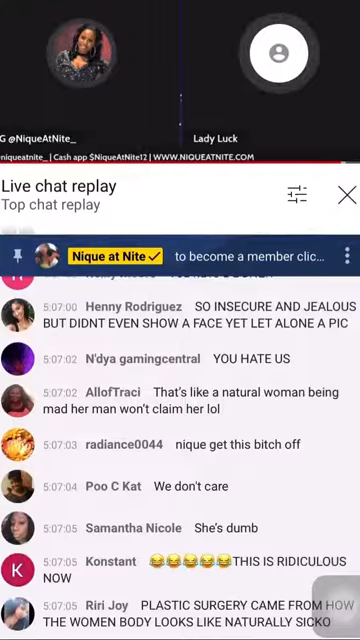 G @NiqueAtNite_
Lady Luck
niqueatnite_ | Cash app $NiqueAtNite12 | WWW.NIQUEATNITE.COM
Live chat replay
Top chat replay
Nique at Nite to become a member clic...
5:07:00 Henny Rodriguez SO INSECURE AND JEALOUS
BUT DIDNT EVEN SHOW A FACE YET LET ALONE A PIC
5:07:02 N'dya gamingcentral YOU HATE US
5:07:02 AllofTraci That's like a natural woman being
mad her man won't claim her lol
5:07:03 radiance0044 nique get this bitch off
5:07:04 Poo C Kat We don't care
5:07:05 Samantha Nicole She's dumb
K
5:07:05 Konstant 😂😂😂😂😂THIS IS RIDICULOUS
NOW
5:07:05 Riri Joy PLASTIC SURGERY CAME FROM HOW
THE WOMEN BODY LOOKS LIKE NATURALLY SICKO